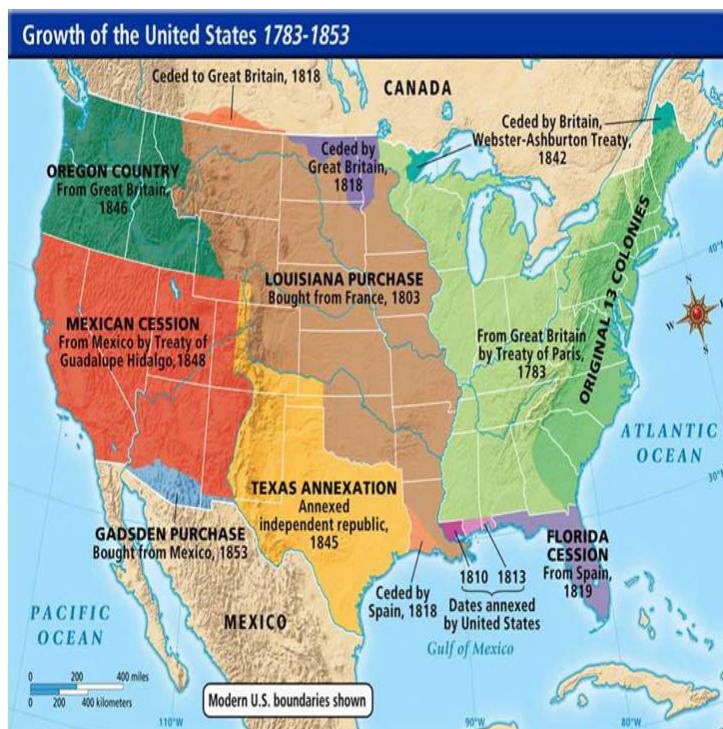 Growth of the United States 1783-1853
Ceded to Great Britain, 1818
CANADA
Ceded by Britain,
Webster-Ashburton Treaty,
1842
Ceded by
Great Britain,
1818
OREGON COUNTRY
From Great Britain,
1846
LOUISIANA PURCHASE
Bought from France, 1803
ORIGINAL 13 COLONIES
40°N
N
W
E
S
MEXICAN CESSION
From Mexico by Treaty of
Guadalupe Hidalgo, 1848
From Great Britain
by Treaty of Paris,
1783
ATLANTIC
OCEAN
30°N
TEXAS ANNEXATION
Annexed
independent republic,
1845
GADSDEN PURCHASE
Bought from Mexico, 1853
FLORIDA
CESSION
From Spain,
1819
Ceded by
Spain, 1818
1810
1813
Dates annexed
by United States
PACIFIC
OCEAN
MEXICO
Gulf of Mexico
0 200 400 miles
0 200 400 kilometers
Modern U.S. boundaries shown
110°W
90°W
80°W